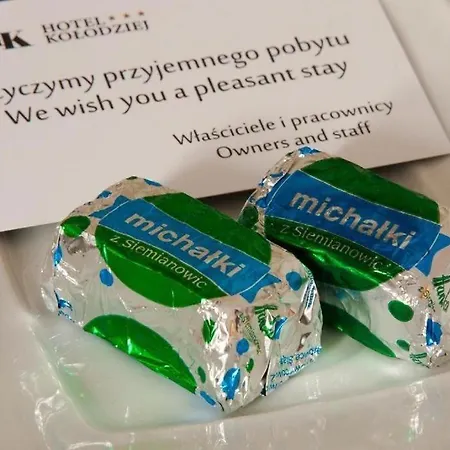 K HOTEL ***
KOŁODZIEJ
yczymy przyjemnego pobytu
We wish you a pleasant stay
Właściciele i pracownicy
Owners and staff
michałki
z Siemianowic
michałki
z Siemianowic